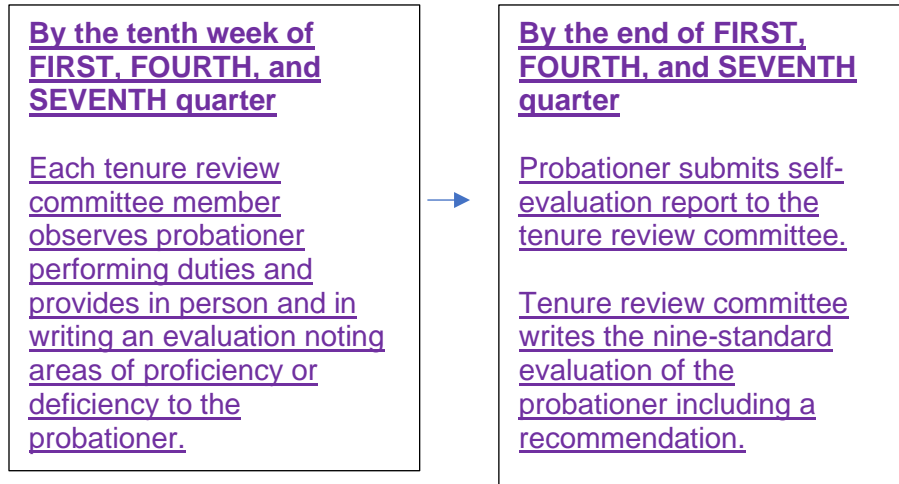 By the tenth week of
FIRST, FOURTH, and
SEVENTH quarter
Each tenure review
committee member
observes probationer
performing duties and
provides in person and in
writing an evaluation noting
areas of proficiency or
deficiency to the
probationer.
By the end of FIRST,
FOURTH, and SEVENTH
quarter
Probationer submits self-
evaluation report to the
tenure review committee.
Tenure review committee
writes the nine-standard
evaluation of the
probationer including a
recommendation.